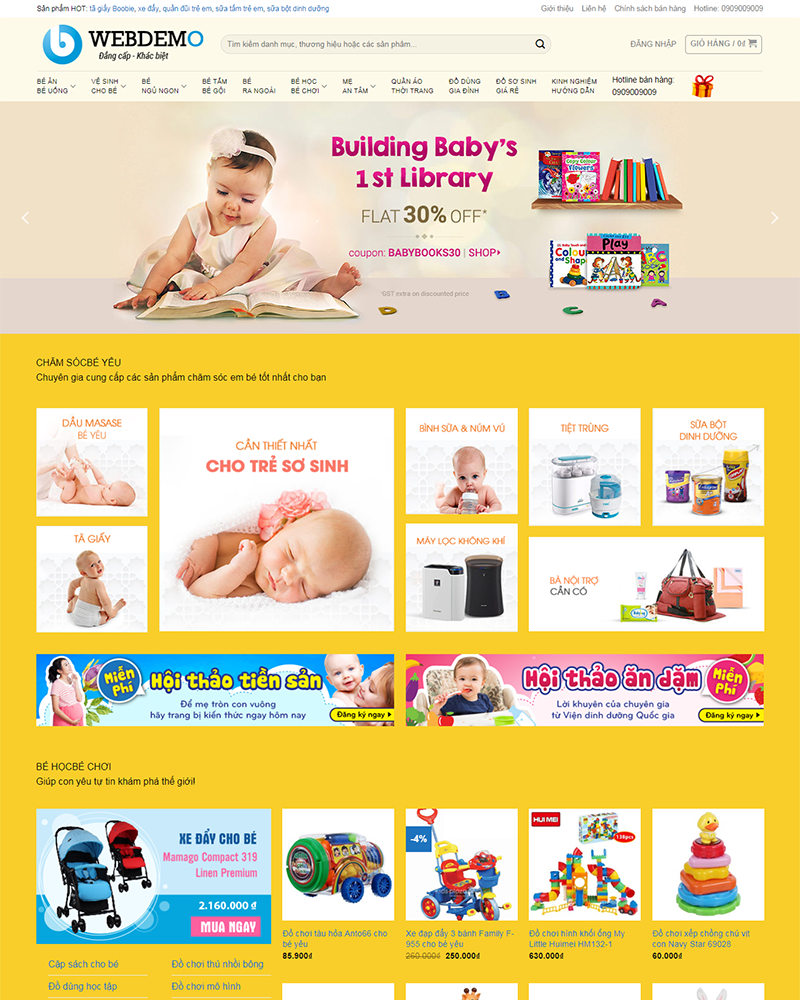 Sản phẩm HOT: tã giấy Boobie, xe đẩy, quần đũi trẻ em, sữa tắm trẻ em, sữa bột dinh dưỡng
Giới thiệu Liên hệ Chính sách bán hàng Hotline: 0909009009
WEBDEMO
Đẳng cấp - Khác biệt
Tìm kiếm danh mục, thương hiệu hoặc các sản phẩm...
ĐĂNG NHẬP
GIỎ HÀNG / 0₫
BÉ ĂN
BÉ UỐNG
VỆ SINH
CHO BÉ
BÉ
NGỦ NGON
BÉ TẮM
BÉ GỘI
BÉ
RA NGOÀI
BÉ HỌC
BÉ CHƠI
MẸ
AN TÂM
QUẦN ÁO
THỜI TRANG
ĐỒ DÙNG
GIA ĐÌNH
ĐỒ SƠ SINH
GIÁ RẺ
KINH NGHIỆM
HƯỚNG DẪN
Hotline bán hàng:
0909009009
Building Baby's
1st Library
FLAT 30% OFF*
coupon: BABYBOOKS30 | SHOP
*GST extra on discounted price
Copy Colour
Flowers
Colours
and Shapes
Play
CHĂM SÓCBÉ YÊU
Chuyên gia cung cấp các sản phẩm chăm sóc em bé tốt nhất cho bạn
DẦU MASASE
BÉ YÊU
CẦN THIẾT NHẤT
CHO TRẺ SƠ SINH
BÌNH SỮA & NÚM VÚ
TIỆT TRÙNG
SỮA BỘT
DINH DƯỠNG
TÃ GIẤY
MÁY LỌC KHÔNG KHÍ
BÀ NỘI TRỢ
CẦN CÓ
Miễn
Phí
Hội thảo tiền sản
Để mẹ tròn con vuông
hãy trang bị kiến thức ngay hôm nay
Đăng ký ngay
Hội thảo ăn dặm
Miễn
Phí
Lời khuyên của chuyên gia
từ Viện dinh dưỡng Quốc gia
Đăng ký ngay
BÉ HỌCBÉ CHƠI
Giúp con yêu tự tin khám phá thế giới!
XE ĐẨY CHO BÉ
Mamago Compact 319
Linen Premium
2.160.000 ₫
MUA NGAY
Cặp sách cho bé
Đồ chơi thú nhồi bông
Đồ dùng học tập
Đồ chơi mô hình
Đồ chơi tàu hỏa Anto66 cho
bé yêu
85.900₫
-4%
Xe đạp đẩy 3 bánh Family F-
955 cho bé yêu
260.000₫ 250.000₫
HUI MEI
Đồ chơi hình khối ống My
Little Huimei HM132-1
630.000₫
Đồ chơi xếp chồng chú vịt
con Navy Star 69028
60.000₫